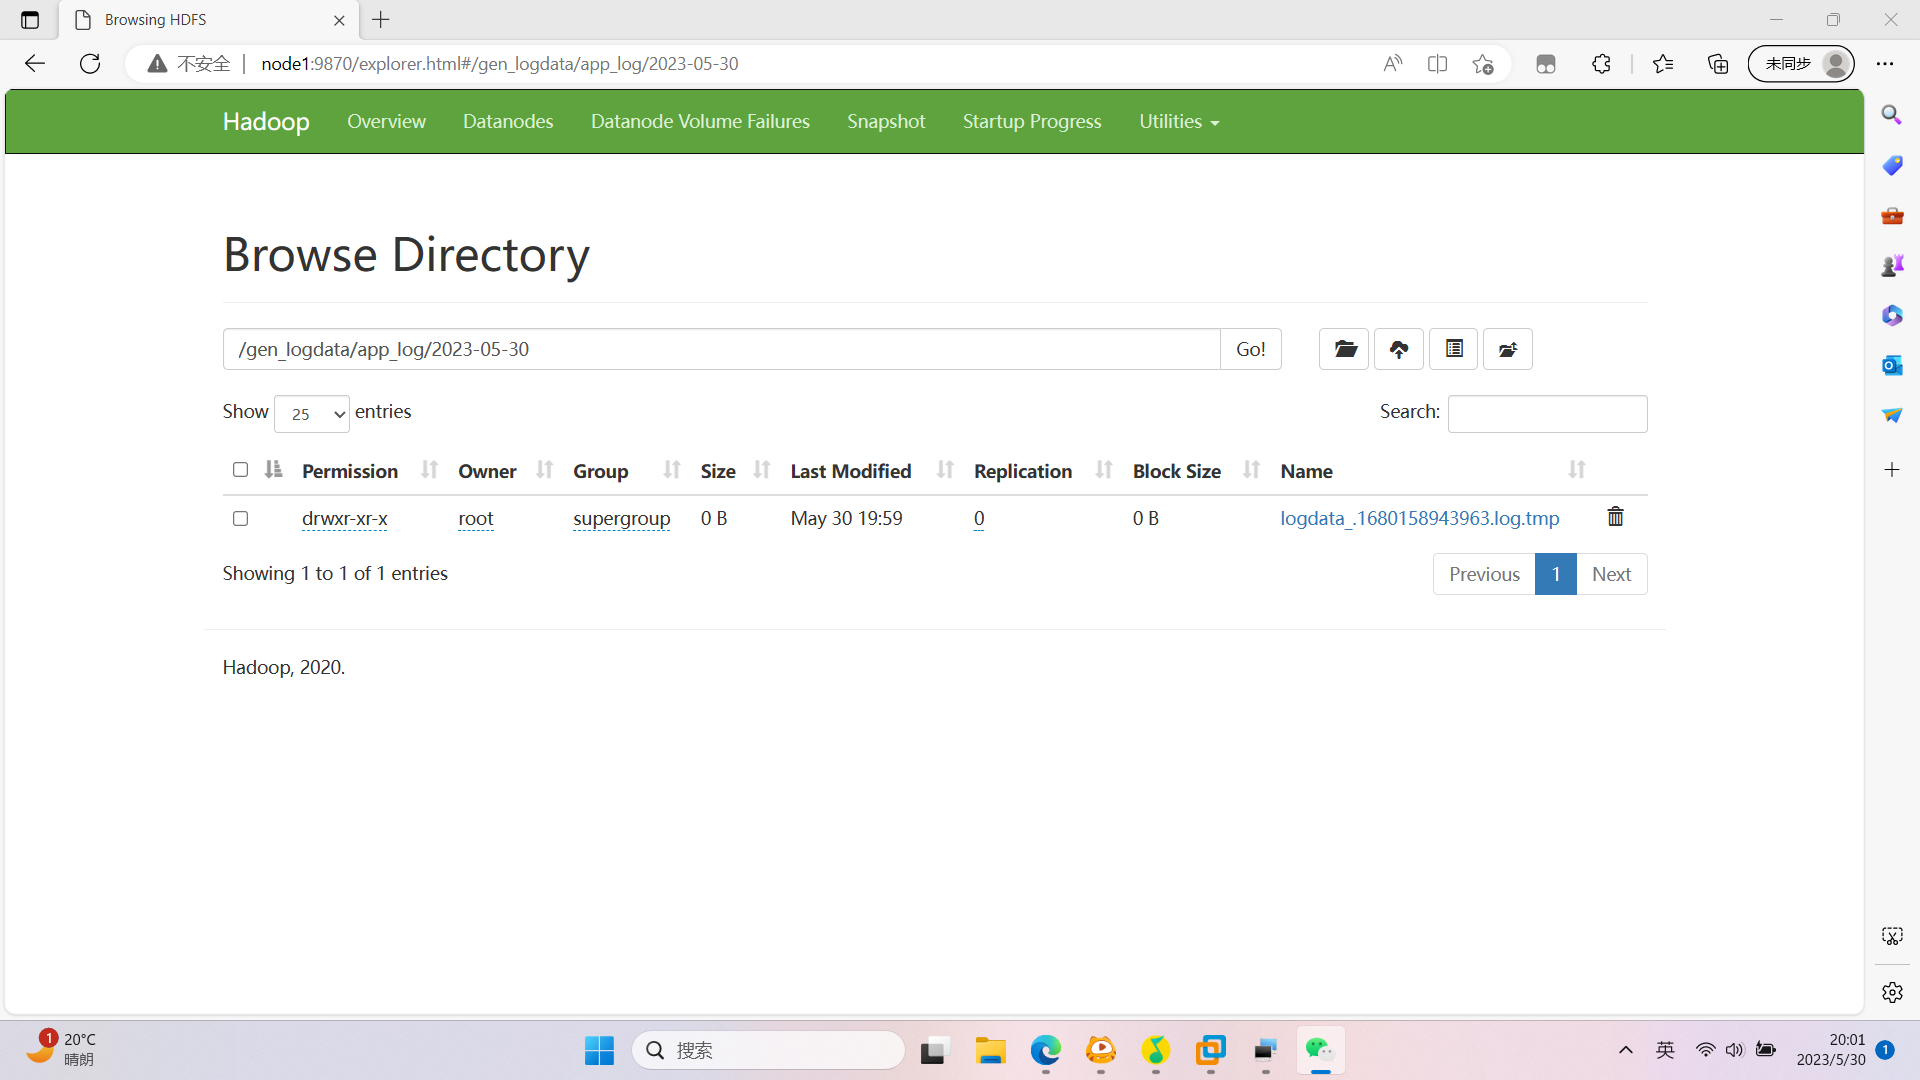 Browsing HDFS
不安全 node1:9870/explorer.html#/gen_logdata/app_log/2023-05-30
未同步
Hadoop Overview Datanodes Datanode Volume Failures Snapshot Startup Progress Utilities
Browse Directory
/gen_logdata/app_log/2023-05-30 Go!
Show 25 entries Search:
Permission Owner Group Size Last Modified Replication Block Size Name
drwxr-xr-x root supergroup 0 B May 30 19:59 0 0 B logdata_.1680158943963.log.tmp
Showing 1 to 1 of 1 entries
Previous 1 Next
Hadoop, 2020.
1 20°C
晴朗
搜索
英
20:01
2023/5/30
1